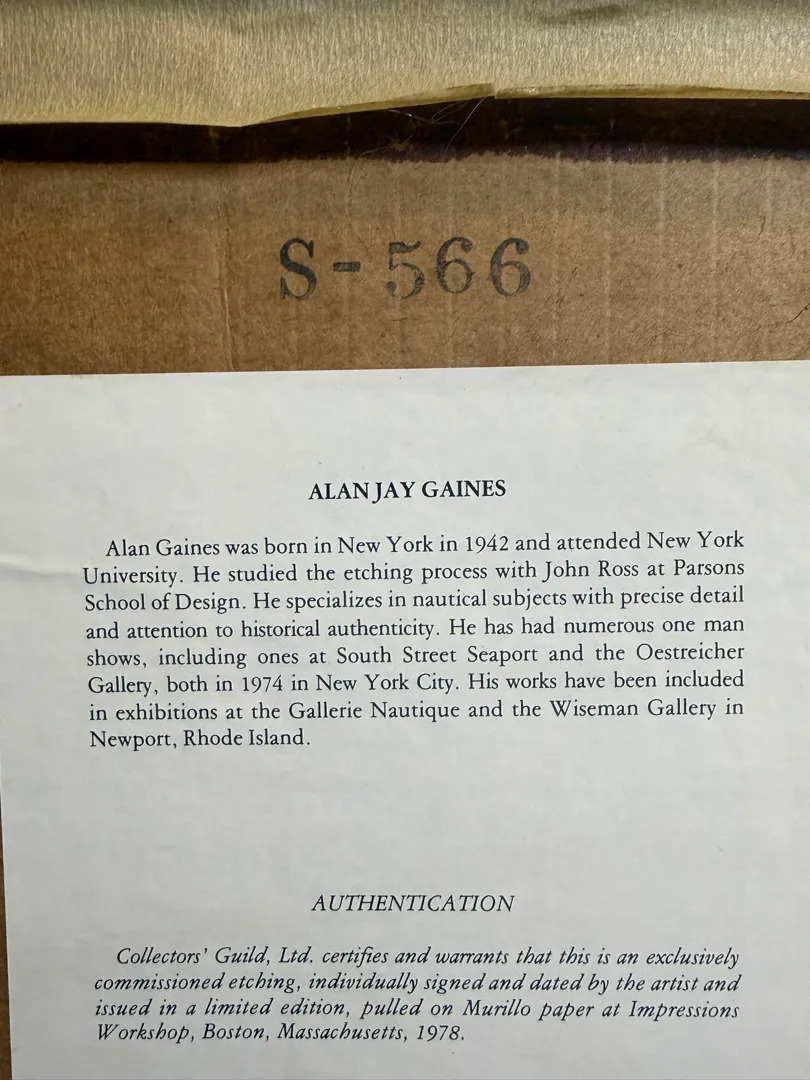 S-566
ALAN JAY GAINES
Alan Gaines was born in New York in 1942 and attended New York
University. He studied the etching process with John Ross at Parsons
School of Design. He specializes in nautical subjects with precise detail
and attention to historical authenticity. He has had numerous one man
shows, including ones at South Street Seaport and the Oestreicher
Gallery, both in 1974 in New York City. His works have been included
in exhibitions at the Gallerie Nautique and the Wiseman Gallery in
Newport, Rhode Island.
AUTHENTICATION
Collectors' Guild, Ltd. certifies and warrants that this is an exclusively
commissioned etching, individually signed and dated by the artist and
issued in a limited edition, pulled on Murillo paper at Impressions
Workshop, Boston, Massachusetts, 1978.